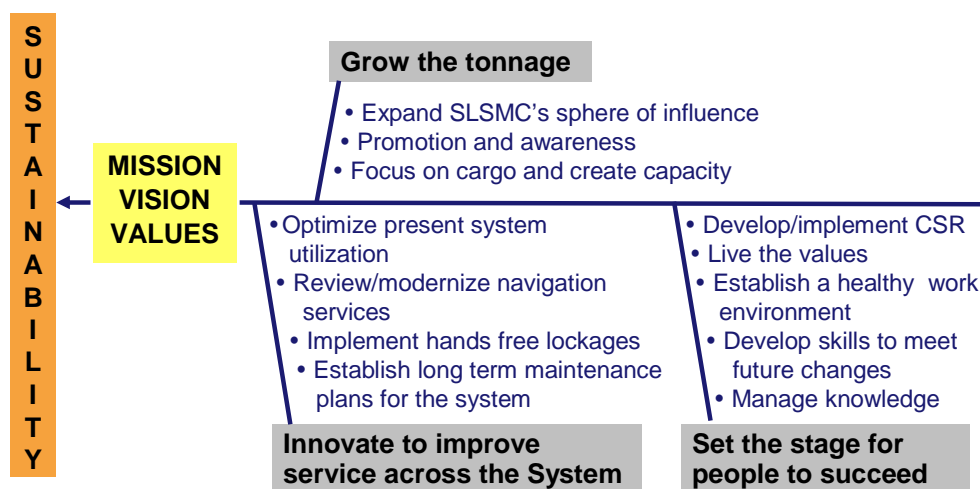 SUSTAINABILITY
MISSION
VISION
VALUES
Grow the tonnage
• Expand SLSMC's sphere of influence
• Promotion and awareness
• Focus on cargo and create capacity
• Optimize present system
utilization
• Review/modernize navigation
services
• Implement hands free lockages
• Establish long term maintenance
plans for the system
Innovate to improve
service across the System
• Develop/implement CSR
• Live the values
• Establish a healthy work
environment
• Develop skills to meet
future changes
• Manage knowledge
Set the stage for
people to succeed